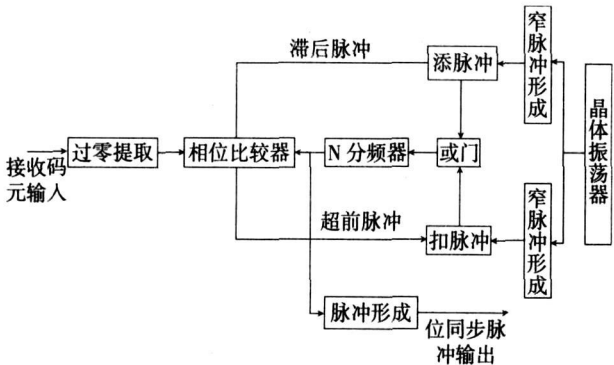 滞后脉冲
添脉冲
窄脉冲形成
晶体振荡器
接收码
元输入
过零提取
相位比较器
N分频器
或门
超前脉冲
扣脉冲
窄脉冲形成
脉冲形成
位同步脉
冲输出